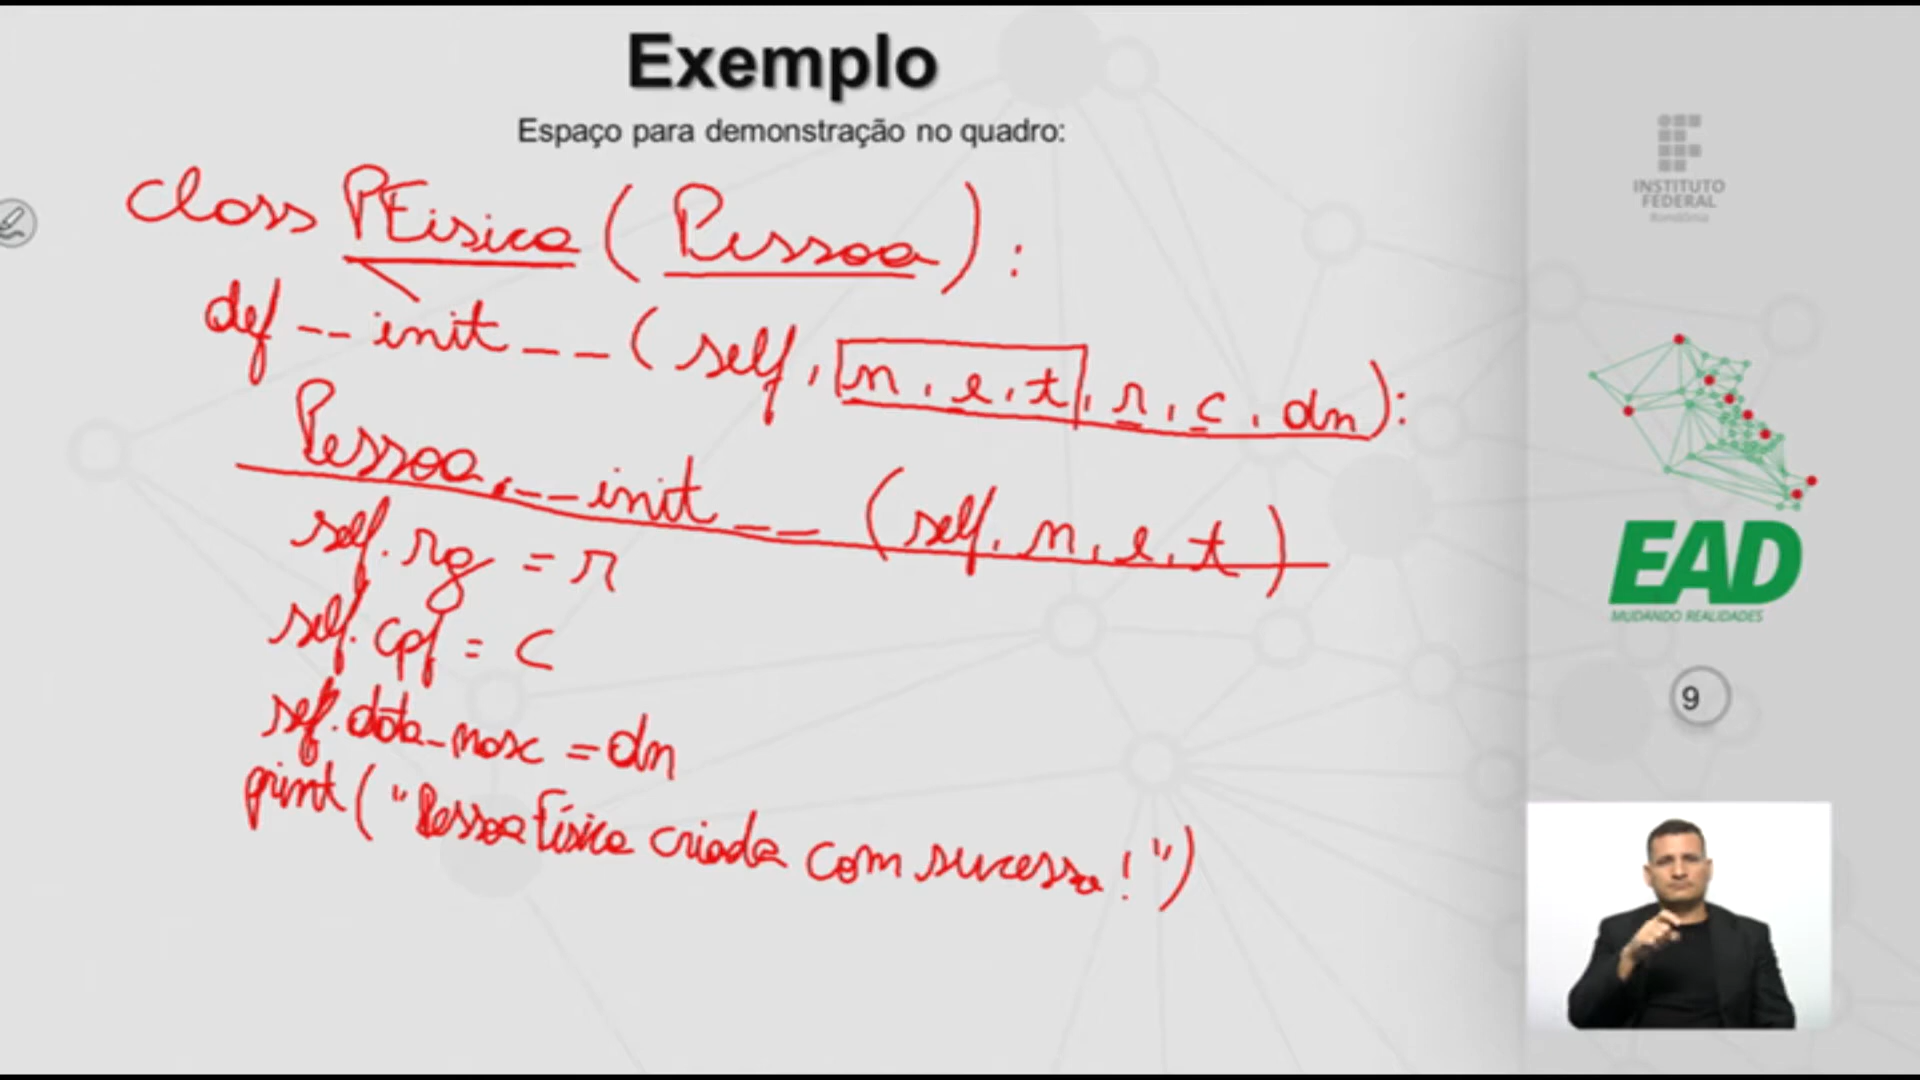 Exemplo
Espaço para demonstração no quadro:
class PFisica (Pessoa):
def __init__ (self, n, e, t, r, c, dn):
Pessoa.__init__ (self, n, e, t)
self.rg = r
self.cpf = c
self.data_nasc = dn
print("Pessoa Física criada com sucesso!")
INSTITUTO
FEDERAL
Rondônia
EAD
MUDANDO REALIDADES
9